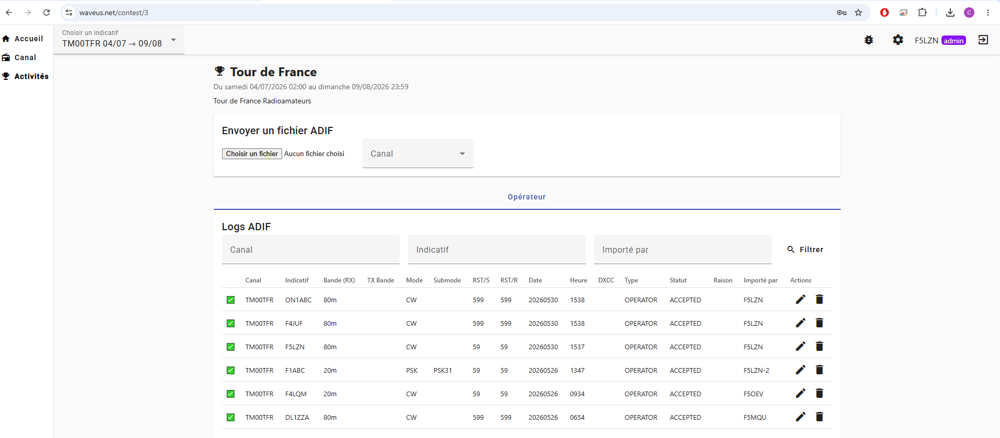 waveus.net/contest/3
C
Accueil
Canal
Activités
Choisir un indicatif
TM00TFR 04/07 → 09/08
F5LZN admin
Tour de France
Du samedi 04/07/2026 02:00 au dimanche 09/08/2026 23:59
Tour de France Radioamateurs
Envoyer un fichier ADIF
Choisir un fichier Aucun fichier choisi
Canal
Opérateur
Logs ADIF
Canal Indicatif Importé par Filtrer
Canal Indicatif Bande (RX) TX Bande Mode Submode RST/S RST/R Date Heure DXCC Type Statut Raison Importé par Actions
TM00TFR ON1ABC 80m CW 599 599 20260530 1538 OPERATOR ACCEPTED F5LZN
TM00TFR F4JUF 80m CW 599 599 20260530 1538 OPERATOR ACCEPTED F5LZN
TM00TFR F5LZN 80m CW 59 59 20260530 1537 OPERATOR ACCEPTED F5LZN
TM00TFR F1ABC 20m PSK PSK31 59 59 20260526 1347 OPERATOR ACCEPTED F5LZN-2
TM00TFR F4LQM 20m CW 59 59 20260526 0934 OPERATOR ACCEPTED F5OEV
TM00TFR DL1ZZA 80m CW 599 599 20260526 0654 OPERATOR ACCEPTED F5MQU